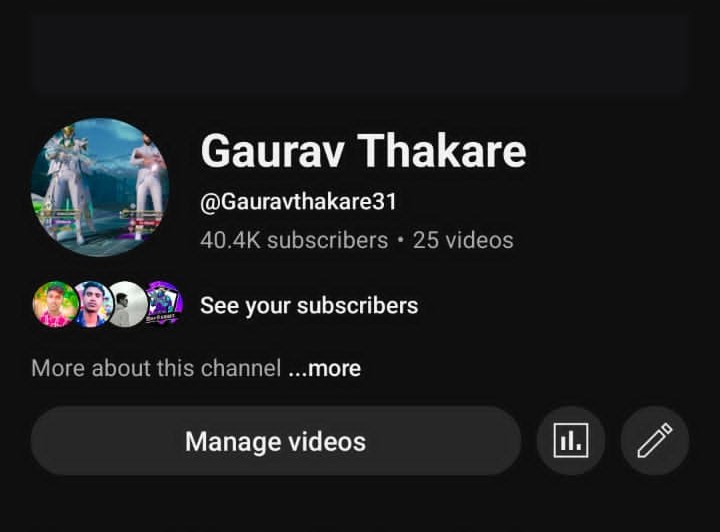 Gaurav Thakare
@Gauravthakare31
40.4K subscribers • 25 videos
See your subscribers
More about this channel ...more
Manage videos